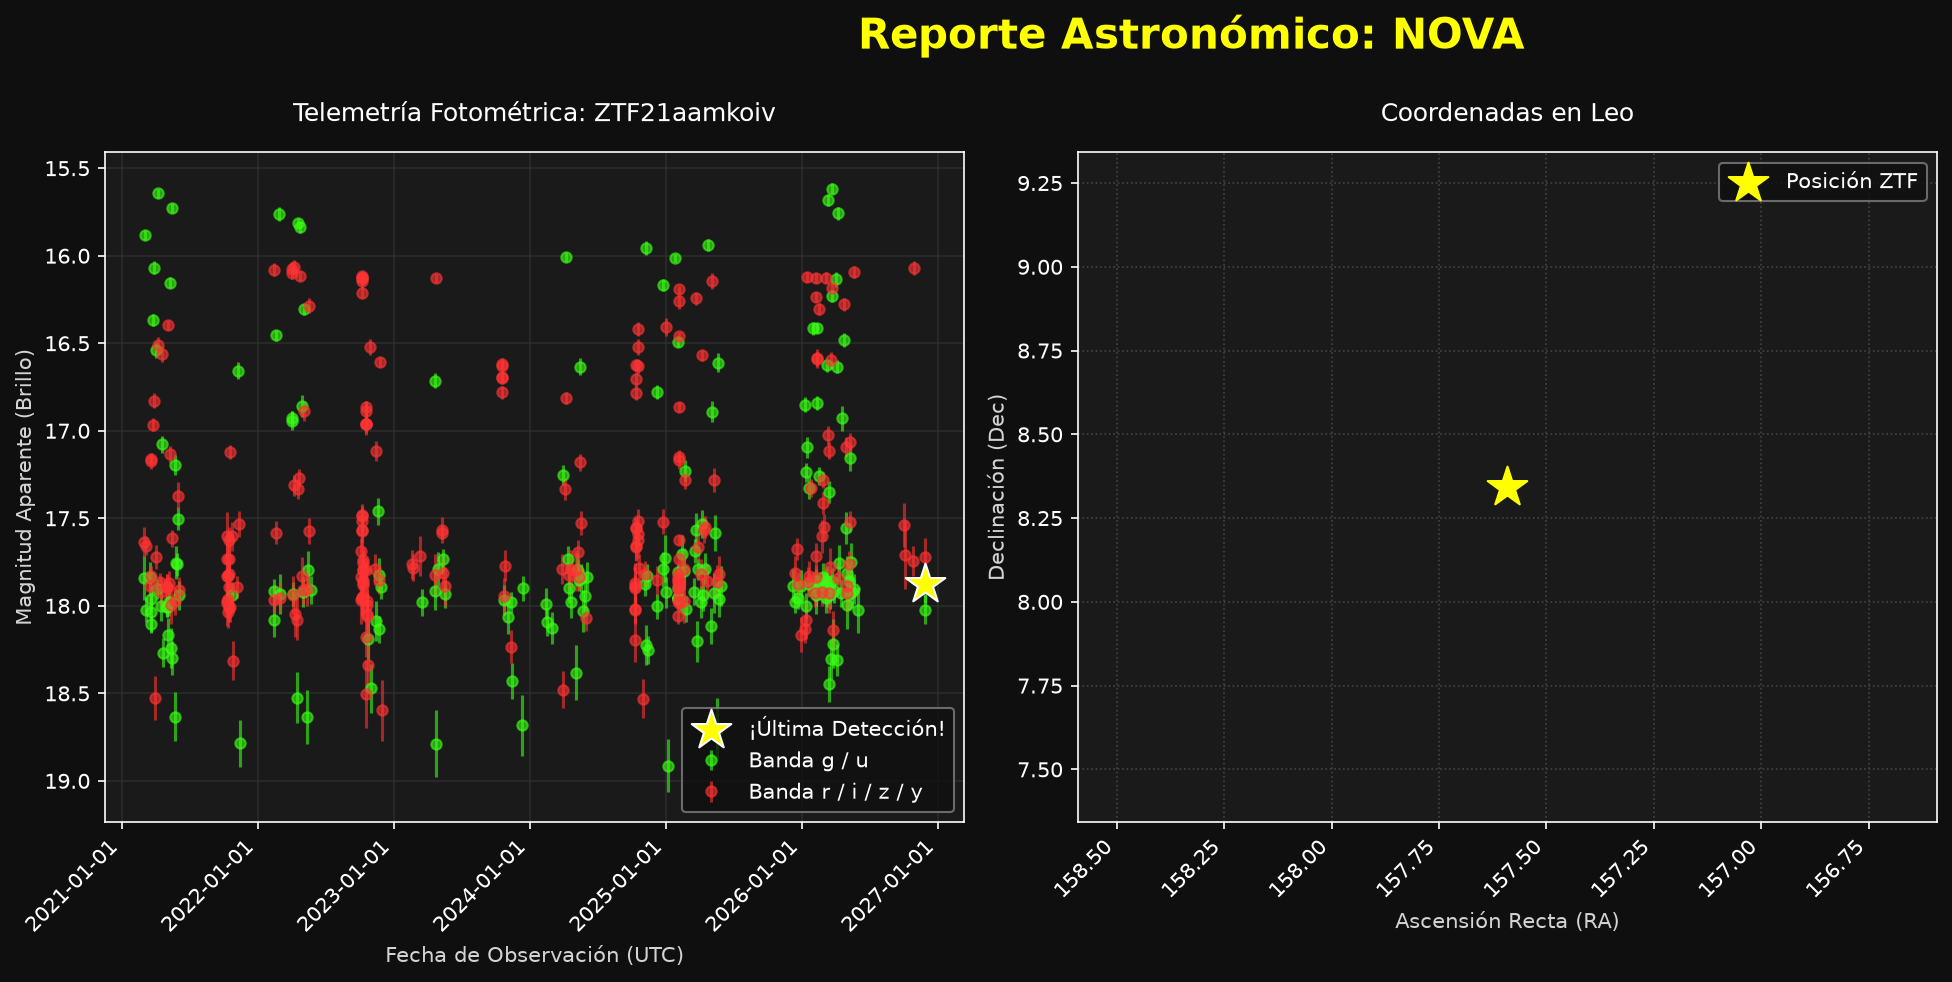 Reporte Astronómico: NOVA
Telemetría Fotométrica: ZTF21aamkoiv
Magnitud Aparente (Brillo)
15.5
16.0
16.5
17.0
17.5
18.0
18.5
19.0
¡Última Detección!
Banda g / u
Banda r / i / z / y
2021-01-01
2022-01-01
2023-01-01
2024-01-01
2025-01-01
2026-01-01
2027-01-01
Fecha de Observación (UTC)
Coordenadas en Leo
Declinación (Dec)
9.25
9.00
8.75
8.50
8.25
8.00
7.75
7.50
Posición ZTF
158.50
158.25
158.00
157.75
157.50
157.25
157.00
156.75
Ascensión Recta (RA)